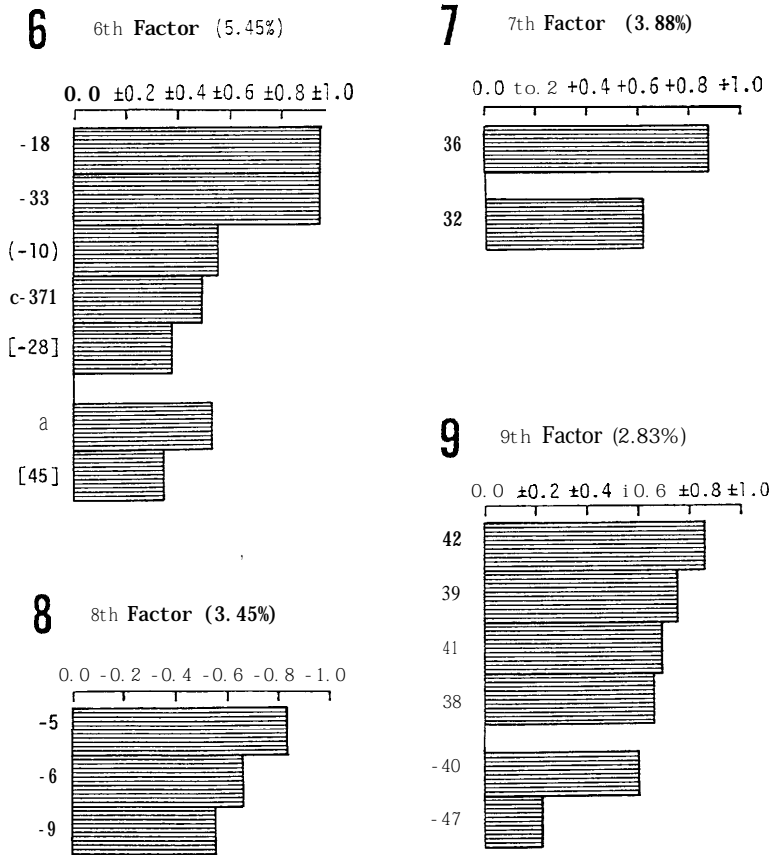 6 6th Factor (5.45%)
0.0 ±0.2 ±0.4 ±0.6 ±0.8 ±1.0
-18
-33
(-10)
c-371
[-28]
a
[45]
7 7th Factor (3.88%)
0.0 to.2 +0.4 +0.6 +0.8 +1.0
36
32
8 8th Factor (3.45%)
0.0 -0.2 -0.4 -0.6 -0.8 -1.0
-5
-6
-9
9 9th Factor (2.83%)
0.0 ±0.2 ±0.4 i0.6 ±0.8 ±1.0
42
39
41
38
-40
-47